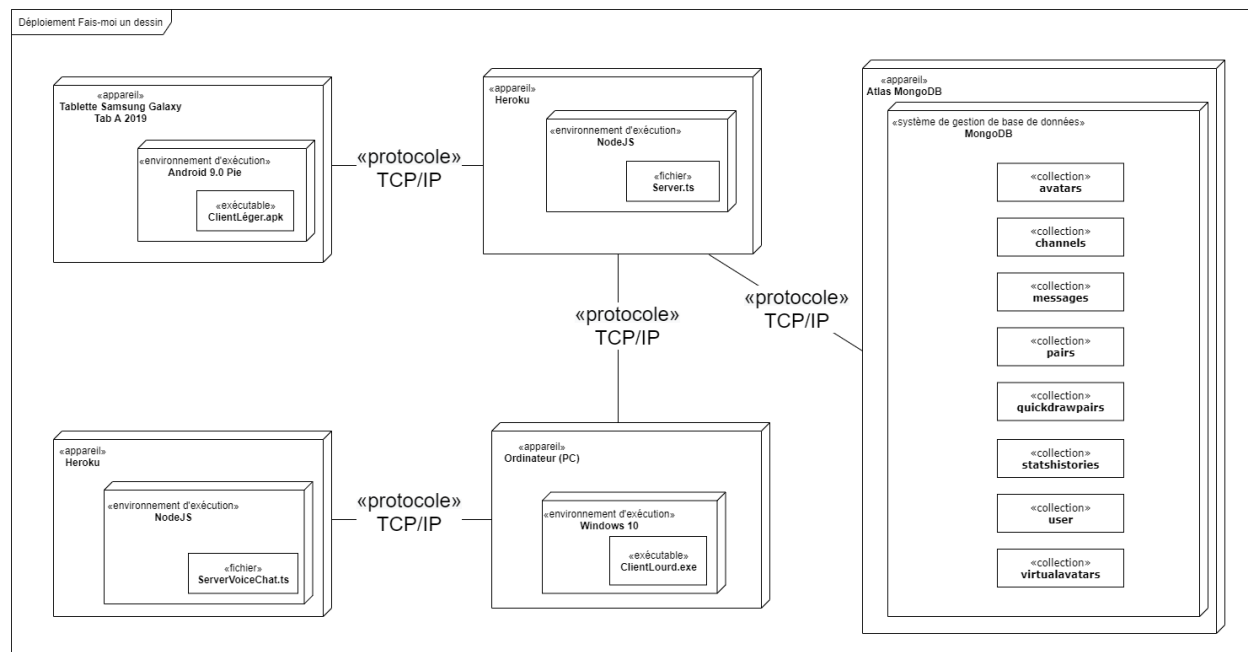 Déploiement Fais-moi un dessin
«appareil»
Tablette Samsung Galaxy
Tab A 2019
«environnement d'exécution»
Android 9.0 Pie
«exécutable»
ClientLéger.apk
«protocole»
TCP/IP
«appareil»
Heroku
«environnement d'exécution»
NodeJS
«fichier»
Server.ts
«protocole»
TCP/IP
«protocole»
TCP/IP
«appareil»
Atlas MongoDB
«système de gestion de base de données»
MongoDB
«collection»
avatars
«collection»
channels
«collection»
messages
«collection»
pairs
«collection»
quickdrawpairs
«collection»
statshistories
«collection»
user
«collection»
virtualavatars
«appareil»
Heroku
«environnement d'exécution»
NodeJS
«fichier»
ServerVoiceChat.ts
«protocole»
TCP/IP
«appareil»
Ordinateur (PC)
«environnement d'exécution»
Windows 10
«exécutable»
ClientLourd.exe